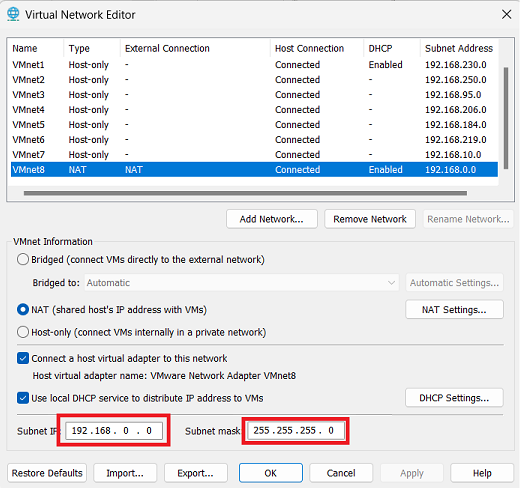 Virtual Network Editor
Name Type External Connection Host Connection DHCP Subnet Address
VMnet1 Host-only - Connected Enabled 192.168.230.0
VMnet2 Host-only - Connected - 192.168.250.0
VMnet3 Host-only - Connected - 192.168.95.0
VMnet4 Host-only - Connected - 192.168.206.0
VMnet5 Host-only - Connected - 192.168.184.0
VMnet6 Host-only - Connected - 192.168.219.0
VMnet7 Host-only - Connected - 192.168.10.0
VMnet8 NAT NAT Connected Enabled 192.168.0.0
Add Network... Remove Network Rename Network...
VMnet Information
Bridged (connect VMs directly to the external network)
Bridged to: Automatic Automatic Settings...
NAT (shared host's IP address with VMs) NAT Settings...
Host-only (connect VMs internally in a private network)
Connect a host virtual adapter to this network
Host virtual adapter name: VMware Network Adapter VMnet8
Use local DHCP service to distribute IP address to VMs DHCP Settings...
Subnet IP: 192.168. 0 . 0 Subnet mask: 255.255.255. 0
Restore Defaults Import... Export... OK Cancel Apply Help